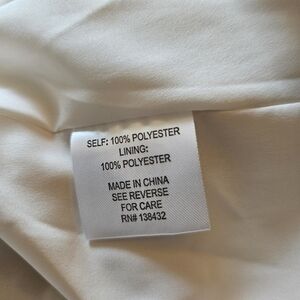 SELF: 100% POLYESTER
LINING:
100% POLYESTER
MADE IN CHINA
SEE REVERSE
FOR CARE
RN# 138432